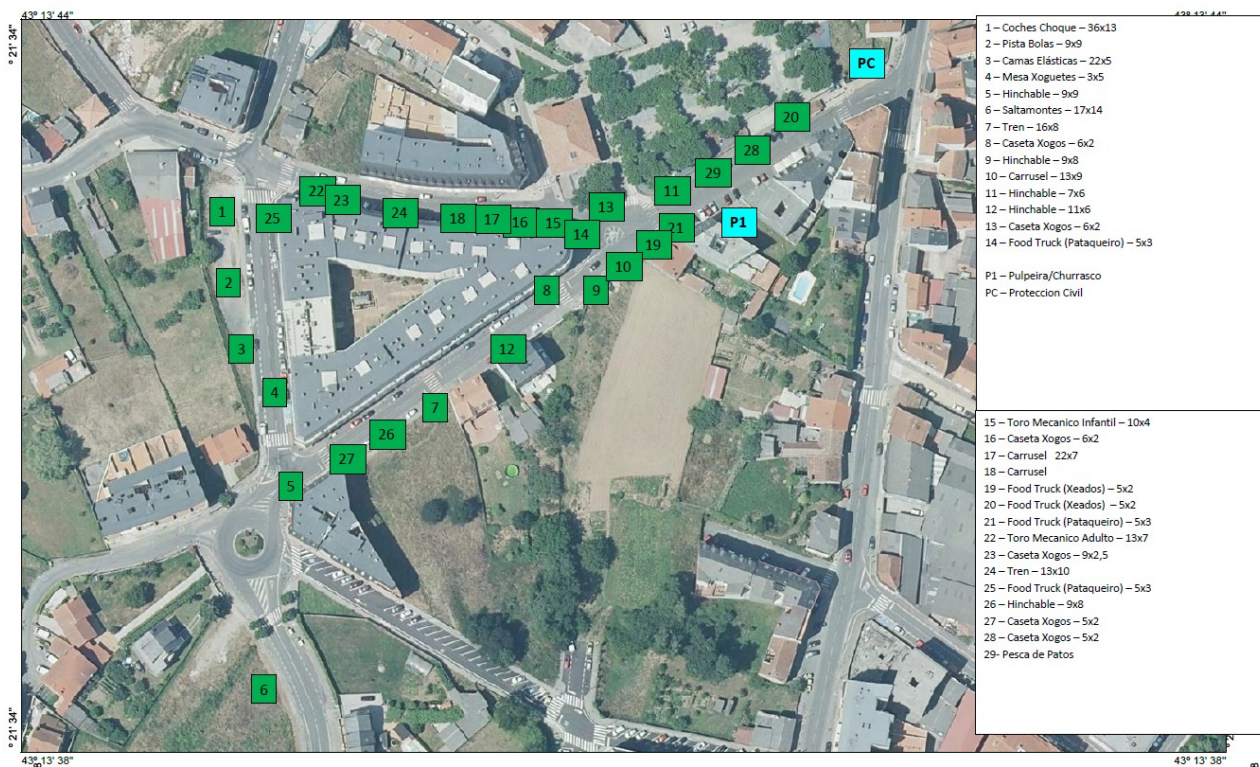 43º 13' 44"
43º 13' 44"
º 21' 34"
PC
20
28
29
11
22
23
1
25
24
18
17
16
15
13
14
21
P1
19
10
2
8
9
3
12
4
7
26
27
5
6
º 21' 34"
43º 13' 38"
43º 13' 38"
8
8
1 – Coches Choque – 36x13
2 – Pista Bolas – 9x9
3 – Camas Elásticas – 22x5
4 – Mesa Xoguetes – 3x5
5 – Hinchable – 9x9
6 – Saltamontes – 17x14
7 – Tren – 16x8
8 – Caseta Xogos – 6x2
9 – Hinchable – 9x8
10 – Carrusel – 13x9
11 – Hinchable – 7x6
12 – Hinchable – 11x6
13 – Caseta Xogos – 6x2
14 – Food Truck (Pataqueiro) – 5x3
P1 – Pulpeira/Churrasco
PC – Proteccion Civil
15 – Toro Mecanico Infantil – 10x4
16 – Caseta Xogos – 6x2
17 – Carrusel 22x7
18 – Carrusel
19 – Food Truck (Xeados) – 5x2
20 – Food Truck (Xeados) – 5x2
21 – Food Truck (Pataqueiro) – 5x3
22 – Toro Mecanico Adulto – 13x7
23 – Caseta Xogos – 9x2,5
24 – Tren – 13x10
25 – Food Truck (Pataqueiro) – 5x3
26 – Hinchable – 9x8
27 – Caseta Xogos – 5x2
28 – Caseta Xogos – 5x2
29- Pesca de Patos